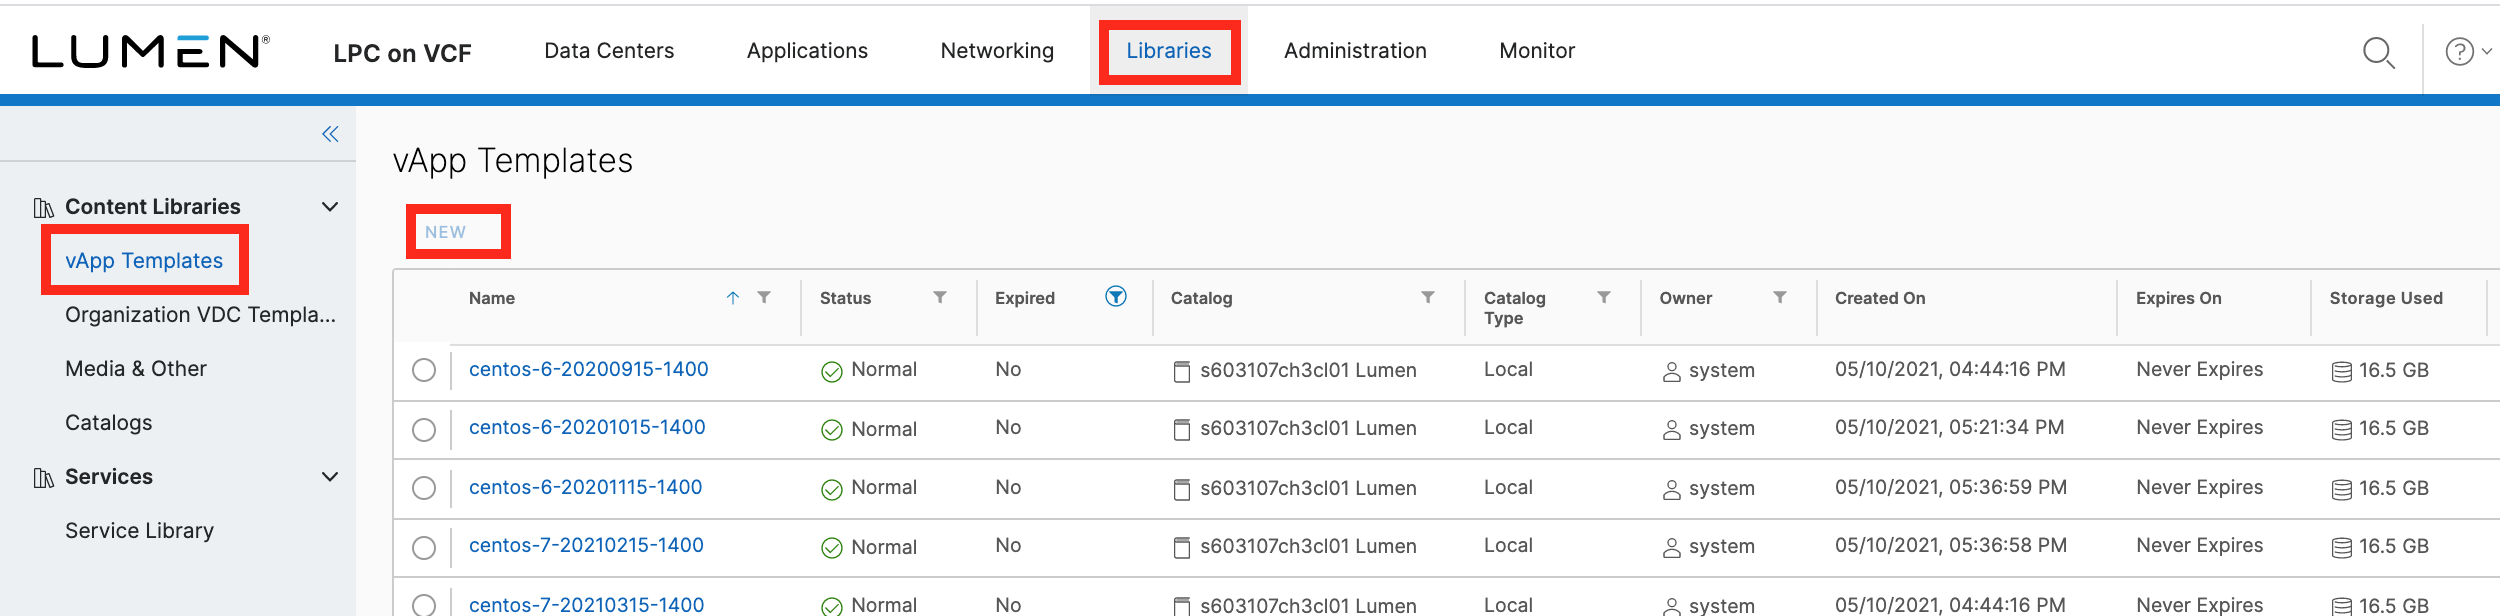 LUMEN® LPC on VCF Data Centers Applications Networking Libraries Administration Monitor ?
vApp Templates
Content Libraries
NEW
vApp Templates
Organization VDC Templa...
Media & Other
Catalogs
Services
Service Library
Name Status Expired Catalog Catalog Type Owner Created On Expires On Storage Used
centos-6-20200915-1400 Normal No s603107ch3cl01 Lumen Local system 05/10/2021, 04:44:16 PM Never Expires 16.5 GB
centos-6-20201015-1400 Normal No s603107ch3cl01 Lumen Local system 05/10/2021, 05:21:34 PM Never Expires 16.5 GB
centos-6-20201115-1400 Normal No s603107ch3cl01 Lumen Local system 05/10/2021, 05:36:59 PM Never Expires 16.5 GB
centos-7-20210215-1400 Normal No s603107ch3cl01 Lumen Local system 05/10/2021, 05:36:58 PM Never Expires 16.5 GB
centos-7-20210315-1400 Normal No s603107ch3cl01 Lumen Local system 05/10/2021, 04:44:16 PM Never Expires 16.5 GB